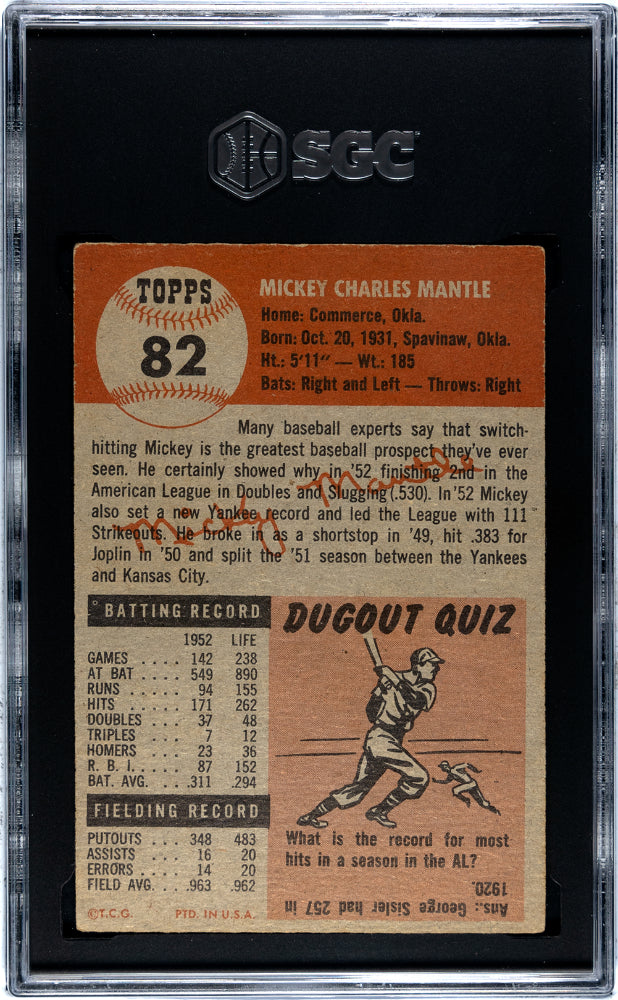 SGC
TOPPS
82
MICKEY CHARLES MANTLE
Home: Commerce, Okla.
Born: Oct. 20, 1931, Spavinaw, Okla.
Ht.: 5'11" — Wt.: 185
Bats: Right and Left — Throws: Right
Many baseball experts say that switch-
hitting Mickey is the greatest baseball prospect they've ever
seen. He certainly showed why in '52 finishing 2nd in the
American League in Doubles and Slugging (.530). In '52 Mickey
also set a new Yankee record and led the League with 111
Strikeouts. He broke in as a shortstop in '49, hit .383 for
Joplin in '50 and split the '51 season between the Yankees
and Kansas City.
Mickey Mantle
BATTING RECORD
1952 LIFE
GAMES .... 142 238
AT BAT .... 549 890
RUNS .... 94 155
HITS .... 171 262
DOUBLES .... 37 48
TRIPLES .... 7 12
HOMERS .... 23 36
R. B. I. .... 87 152
BAT. AVG. ... .311 .294
FIELDING RECORD
PUTOUTS ... 348 483
ASSISTS .... 16 20
ERRORS .... 14 20
FIELD AVG. . .963 .962
©T.C.G. PTD. IN U.S.A.
DUGOUT QUIZ
What is the record for most
hits in a season in the AL?
Ans.: George Sisler had 257 in
1920.